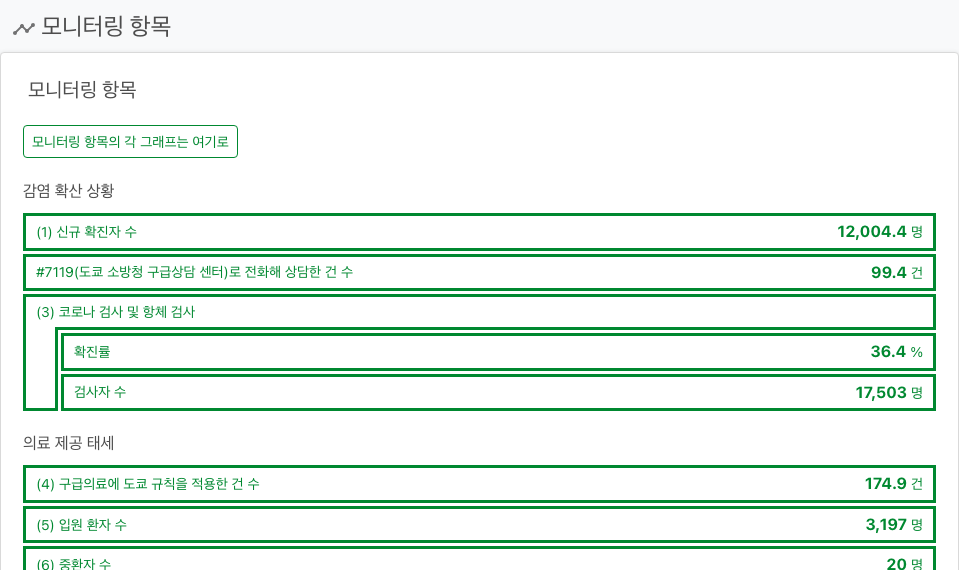 모니터링 항목
모니터링 항목
모니터링 항목의 각 그래프는 여기로
감염 확산 상황
(1) 신규 확진자 수 12,004.4 명
#7119(도쿄 소방청 구급상담 센터)로 전화해 상담한 건 수 99.4 건
(3) 코로나 검사 및 항체 검사
확진률 36.4 %
검사자 수 17,503 명
의료 제공 태세
(4) 구급의료에 도쿄 규칙을 적용한 건 수 174.9 건
(5) 입원 환자 수 3,197 명
(6) 중환자 수 20 명